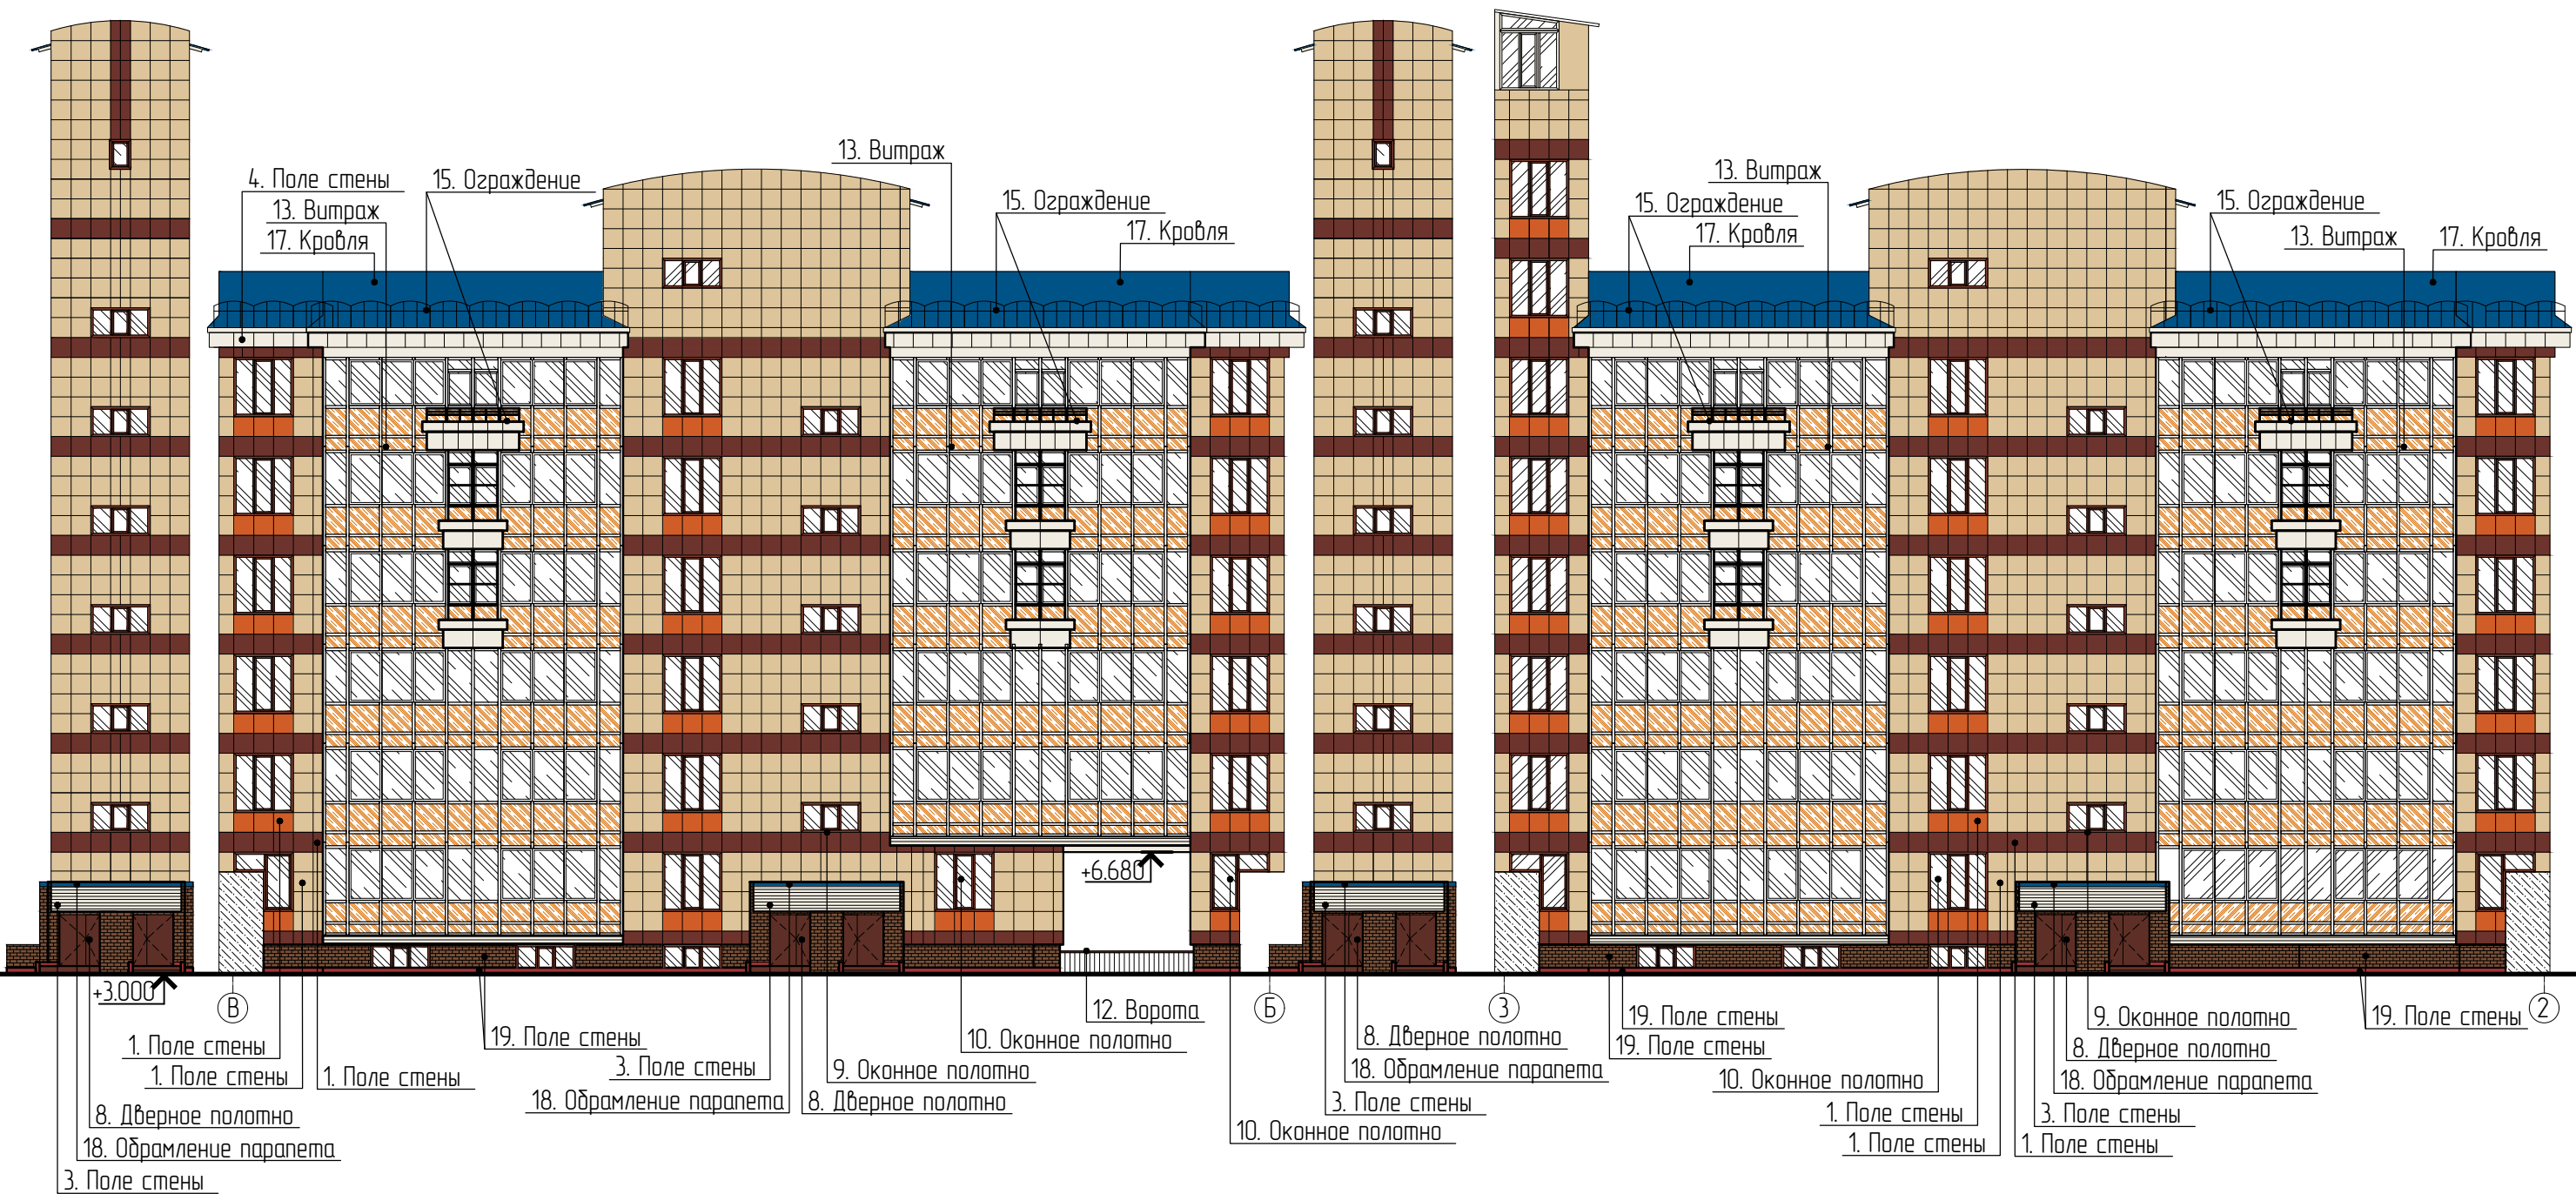 13. Витраж
4. Поле стены
15. Ограждение
13. Витраж
17. Кровля
15. Ограждение
17. Кровля
13. Витраж
15. Ограждение
17. Кровля
15. Ограждение
13. Витраж
17. Кровля
+6.680
+3.000
В
Б
3
2
12. Ворота
19. Поле стены
10. Оконное полотно
1. Поле стены
1. Поле стены
1. Поле стены
3. Поле стены
9. Оконное полотно
18. Обрамление парапета
8. Дверное полотно
8. Дверное полотно
18. Обрамление парапета
3. Поле стены
8. Дверное полотно
18. Обрамление парапета
3. Поле стены
10. Оконное полотно
19. Поле стены
19. Поле стены
10. Оконное полотно
1. Поле стены
1. Поле стены
1. Поле стены
9. Оконное полотно
19. Поле стены
8. Дверное полотно
18. Обрамление парапета
3. Поле стены